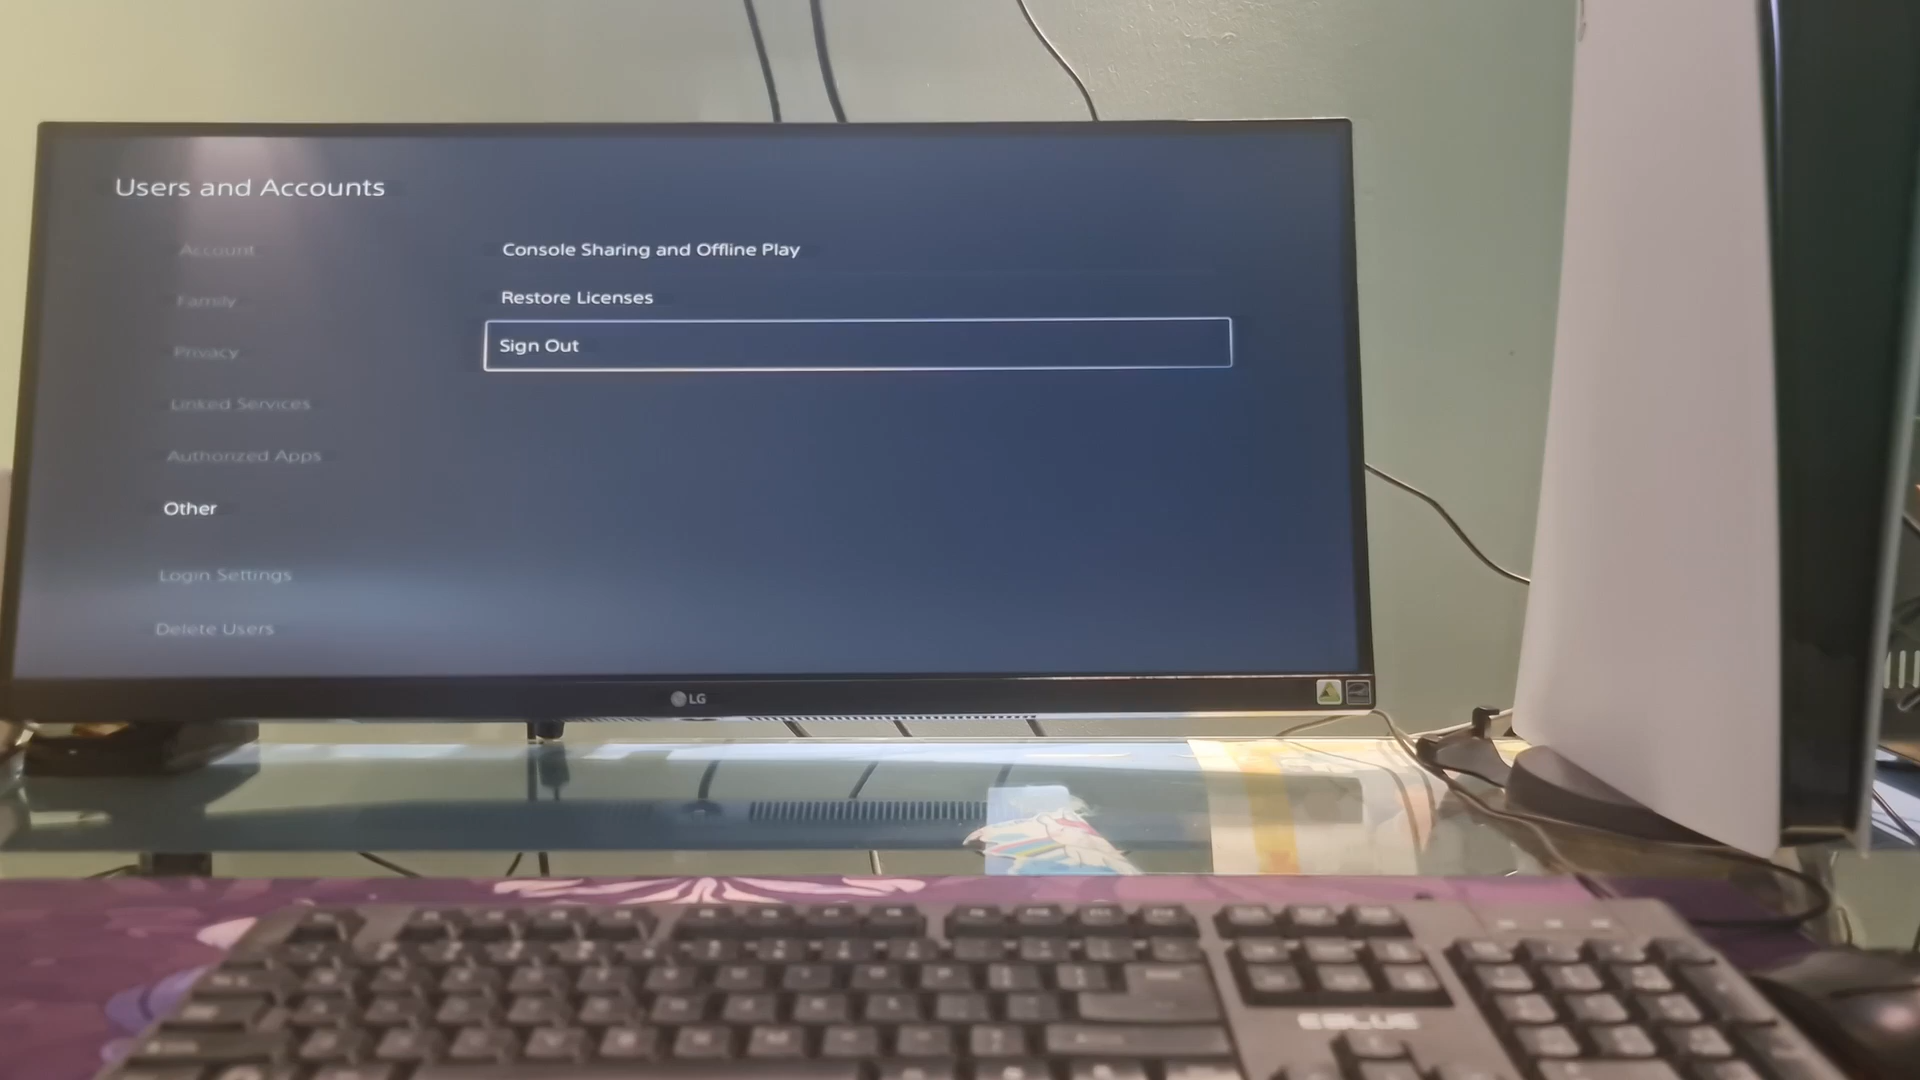 Users and Accounts
Account
Family
Privacy
Linked Services
Authorized Apps
Other
Login Settings
Delete Users
Console Sharing and Offline Play
Restore Licenses
Sign Out
LG
EBLUE